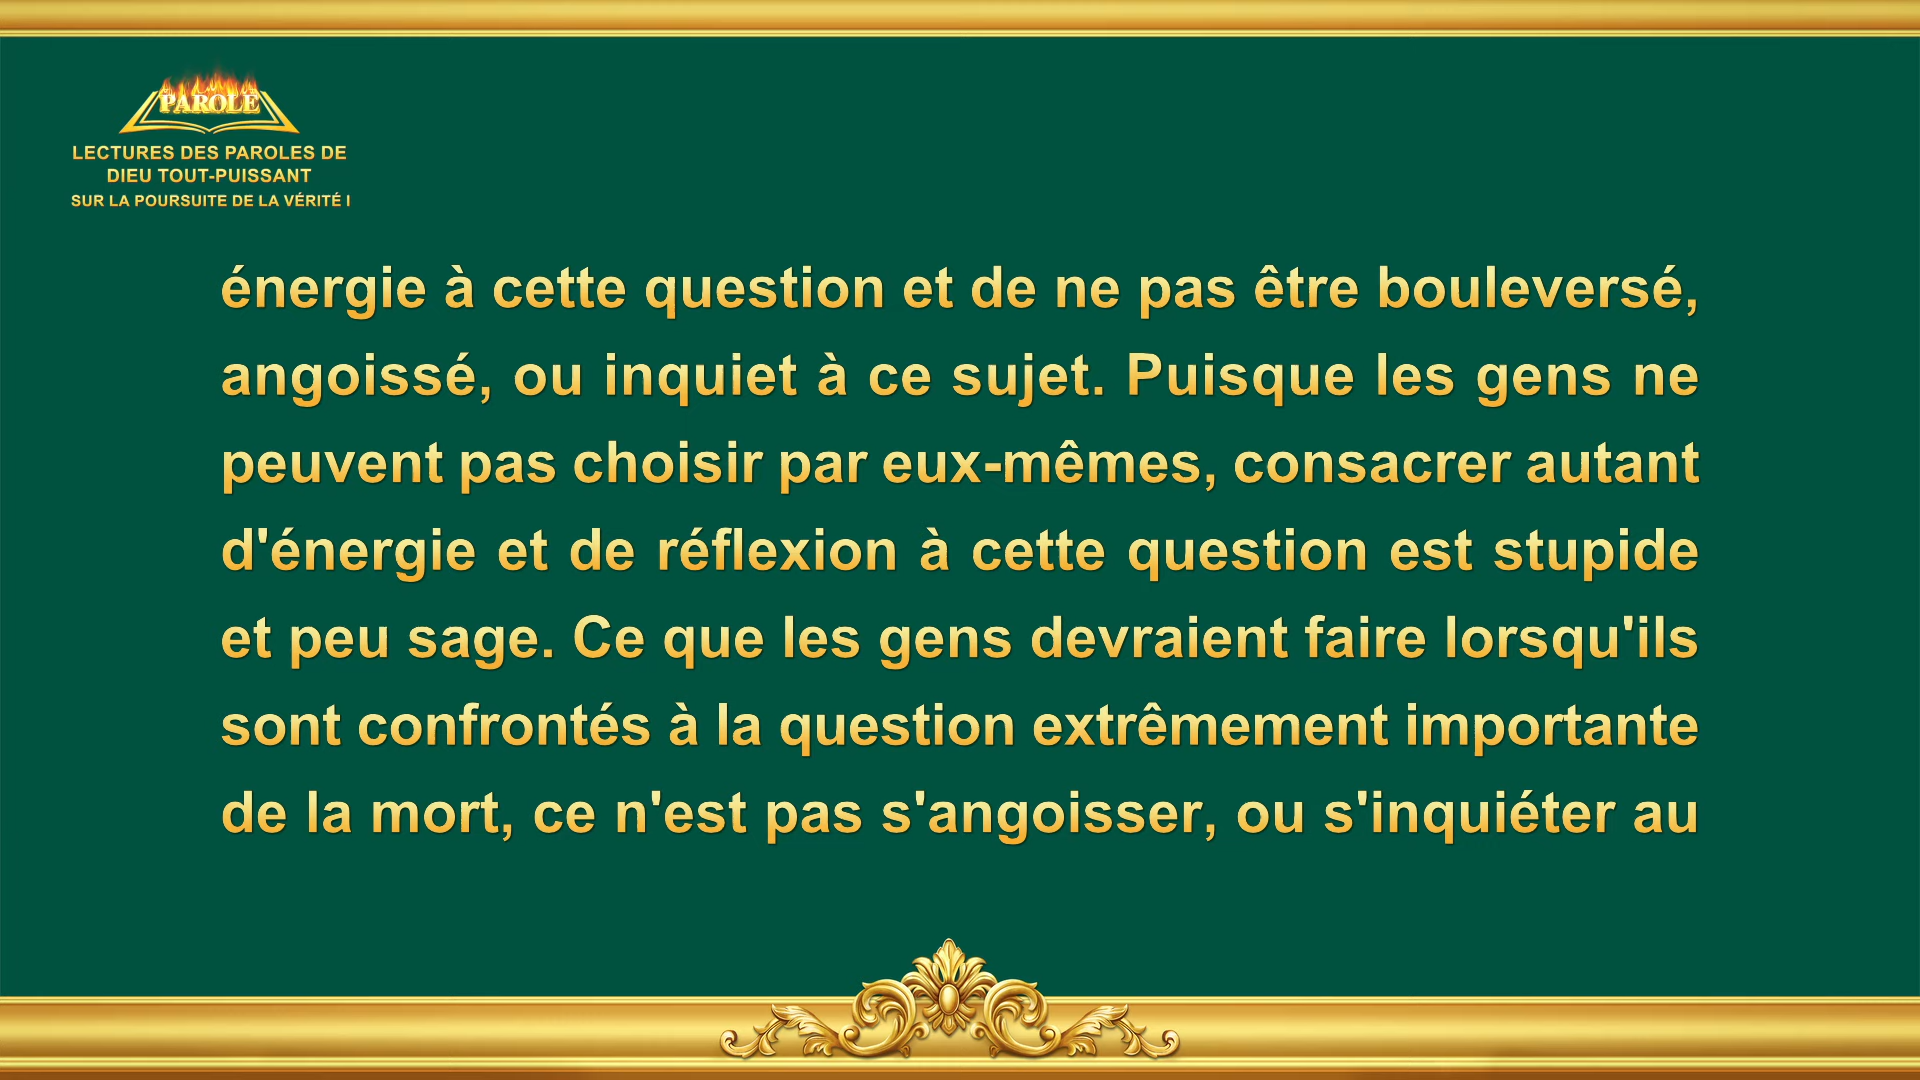 PAROLE
LECTURES DES PAROLES DE
DIEU TOUT-PUISSANT
SUR LA POURSUITE DE LA VÉRITÉ I
énergie à cette question et de ne pas être bouleversé,
angoissé, ou inquiet à ce sujet. Puisque les gens ne
peuvent pas choisir par eux-mêmes, consacrer autant
d'énergie et de réflexion à cette question est stupide
et peu sage. Ce que les gens devraient faire lorsqu'ils
sont confrontés à la question extrêmement importante
de la mort, ce n'est pas s'angoisser, ou s'inquiéter au